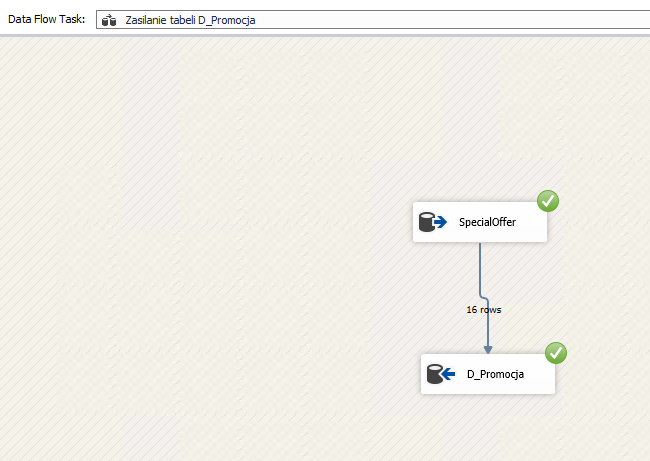 Data Flow Task: Zasilanie tabeli D_Promocja
SpecialOffer
16 rows
D_Promocja